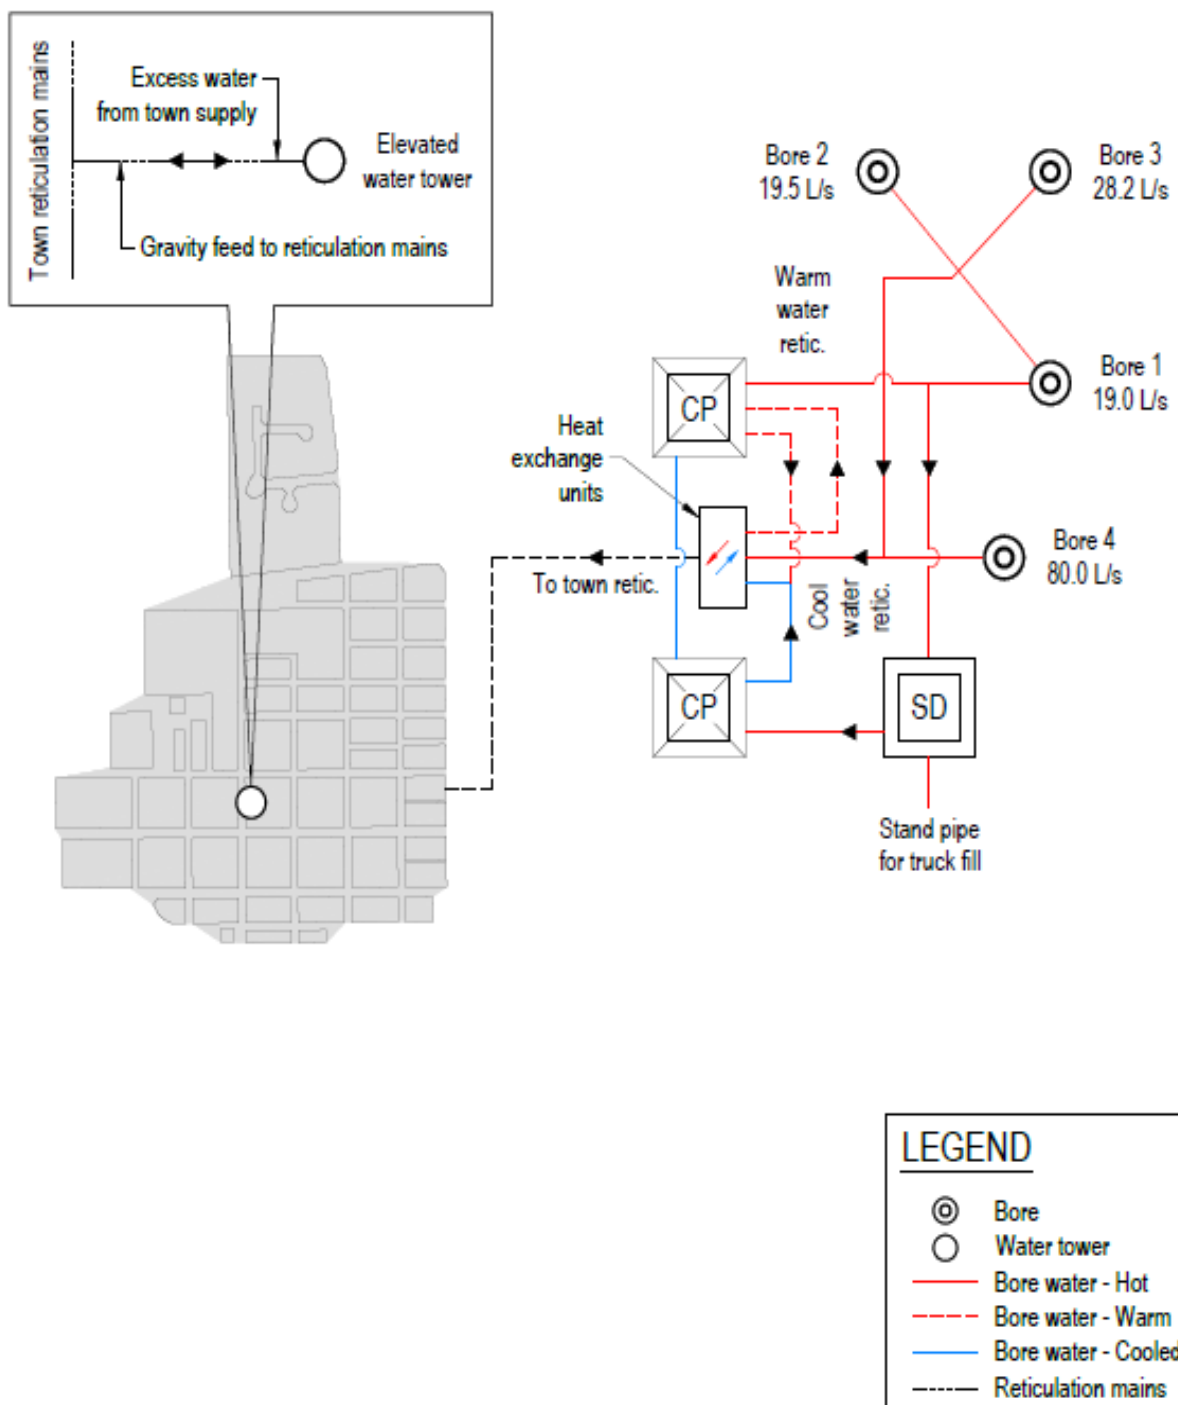 Town reticulation mains
Excess water
from town supply
Elevated
water tower
Gravity feed to reticulation mains
Bore 2
19.5 L/s
Bore 3
28.2 L/s
Warm
water
retic.
Bore 1
19.0 L/s
CP
Heat
exchange
units
Bore 4
80.0 L/s
To town retic.
Cool
water
retic.
CP
SD
Stand pipe
for truck fill
LEGEND
Bore
Water tower
Bore water - Hot
Bore water - Warm
Bore water - Cooled
Reticulation mains